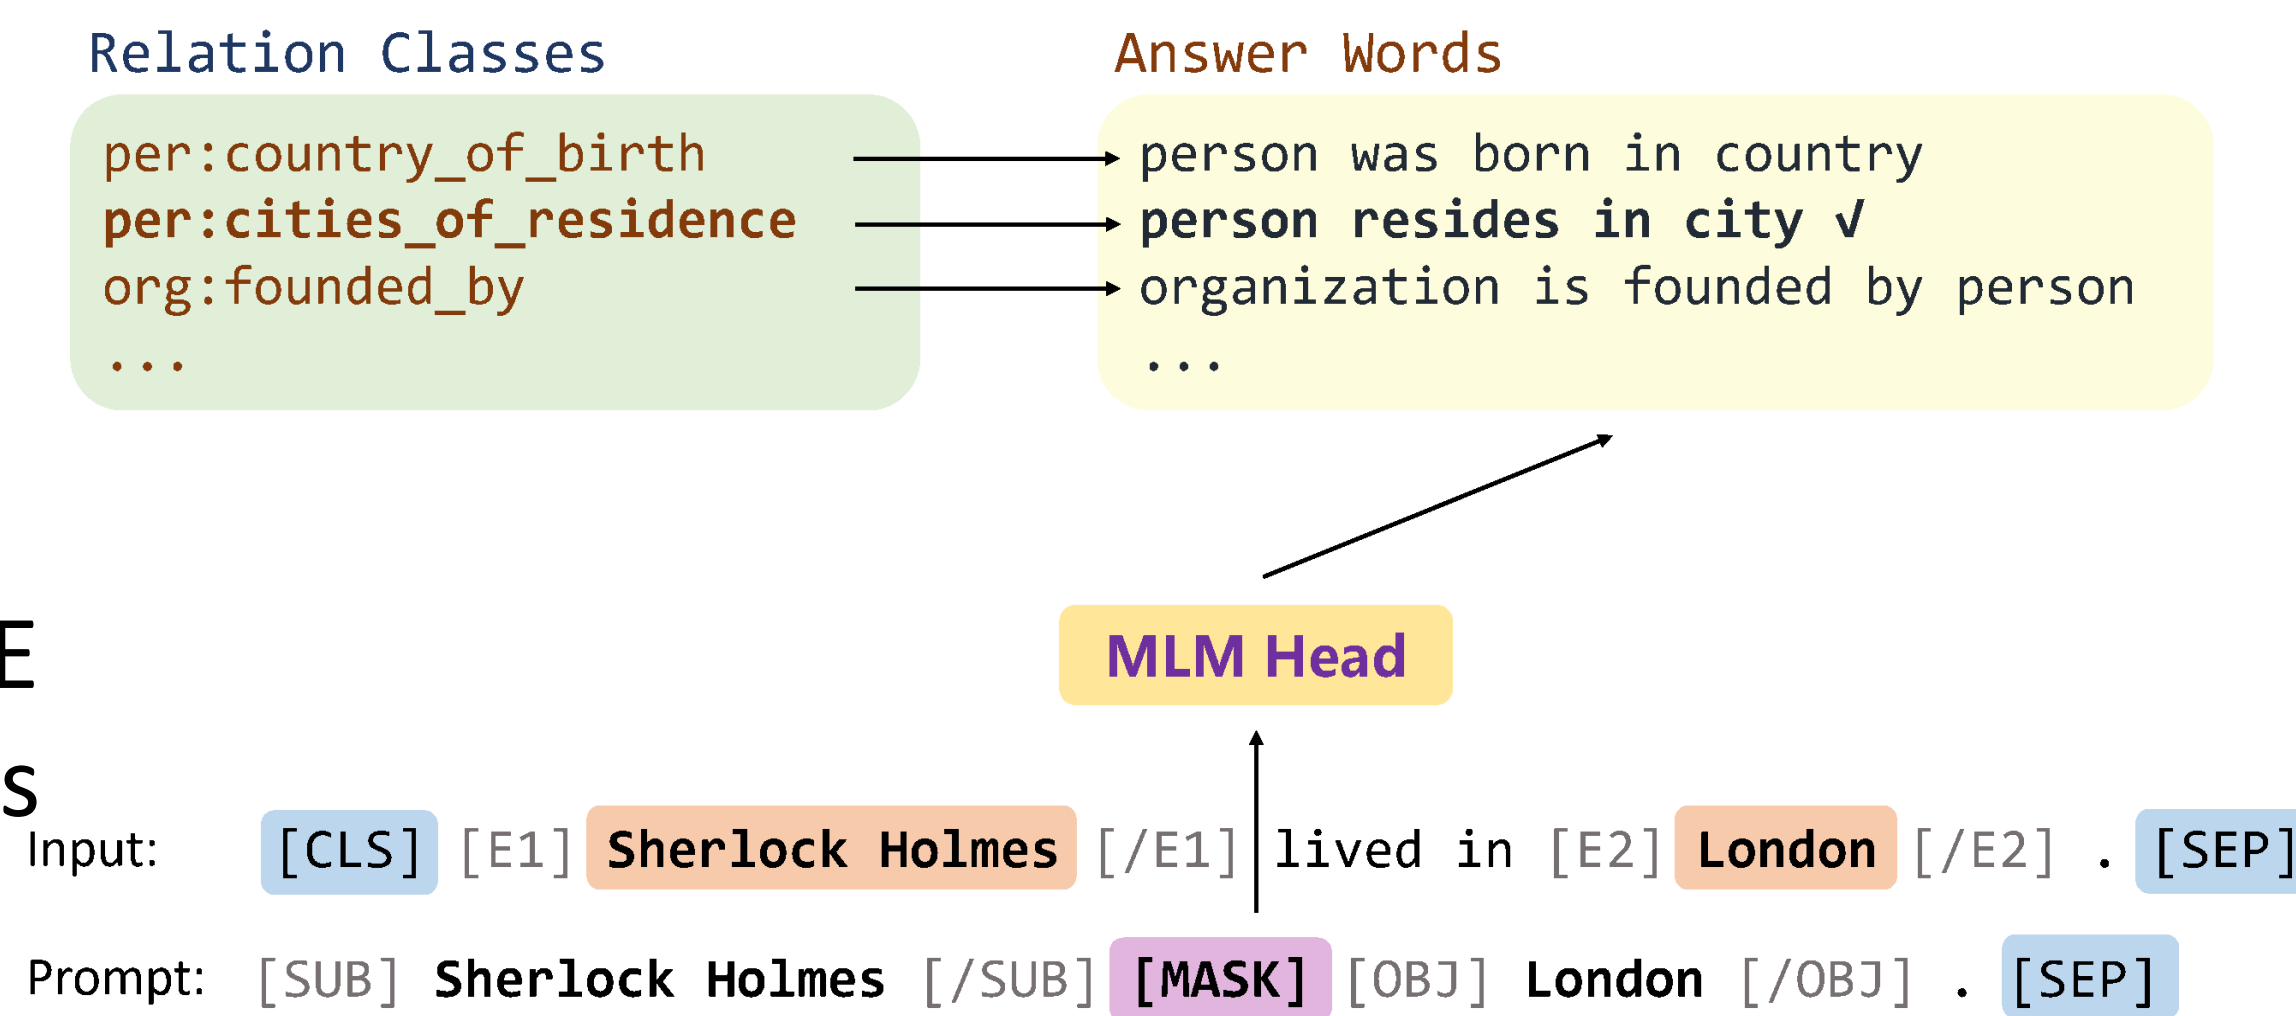 Relation Classes
Answer Words
per:country_of_birth
person was born in country
per:cities_of_residence
person resides in city √
org:founded_by
organization is founded by person
...
...
MLM Head
E
s
Input: [CLS] [E1] Sherlock Holmes [/E1] lived in [E2] London [/E2] . [SEP]
Prompt: [SUB] Sherlock Holmes [/SUB] [MASK] [OBJ] London [/OBJ] . [SEP]